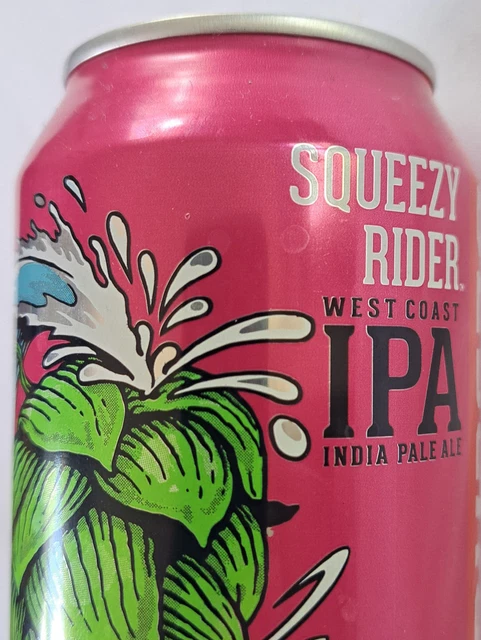 SQUEEZY
RIDER
WEST COAST
IPA
INDIA PALE ALE